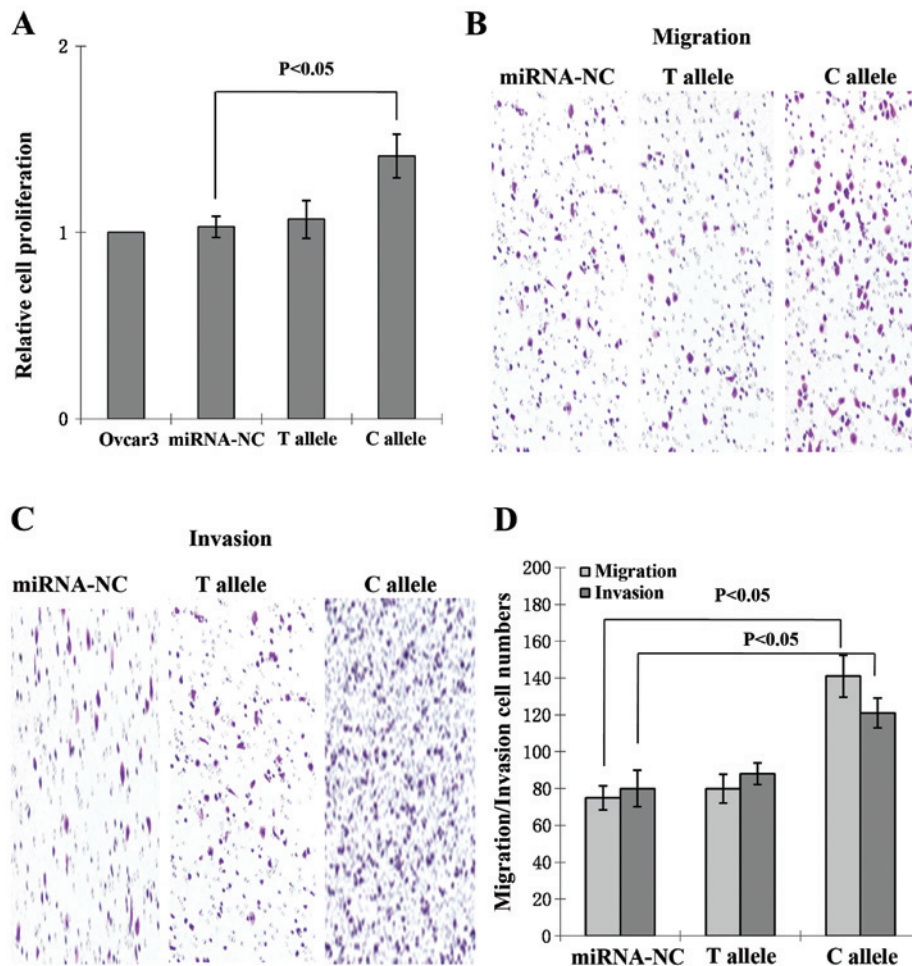 A
Relative cell proliferation
2
1
0
P<0.05
Ovcar3 miRNA-NC T allele C allele
B
Migration
miRNA-NC T allele C allele
C
Invasion
miRNA-NC T allele C allele
D
Migration/Invasion cell numbers
200
180
160
140
120
100
80
60
40
20
0
Migration
Invasion
P<0.05
P<0.05
miRNA-NC T allele C allele